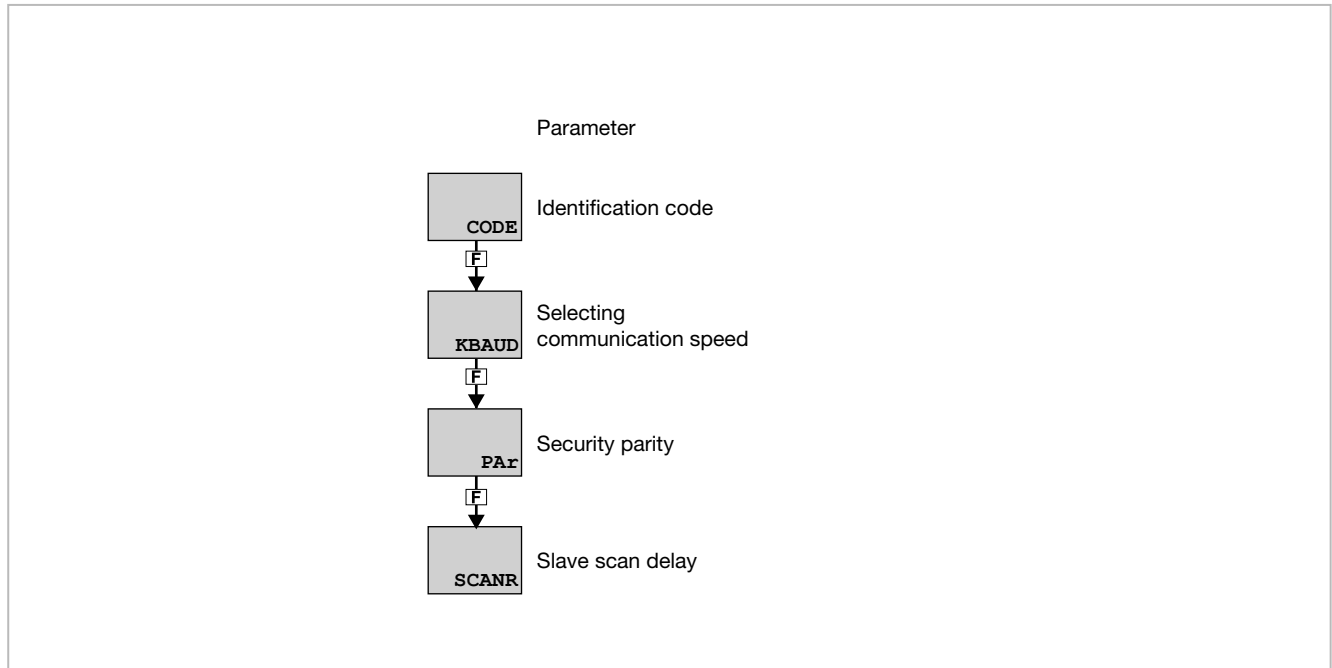 Parameter
CODE
Identification code
F
KBAUD
Selecting
communication speed
F
PAr
Security parity
F
SCANR
Slave scan delay